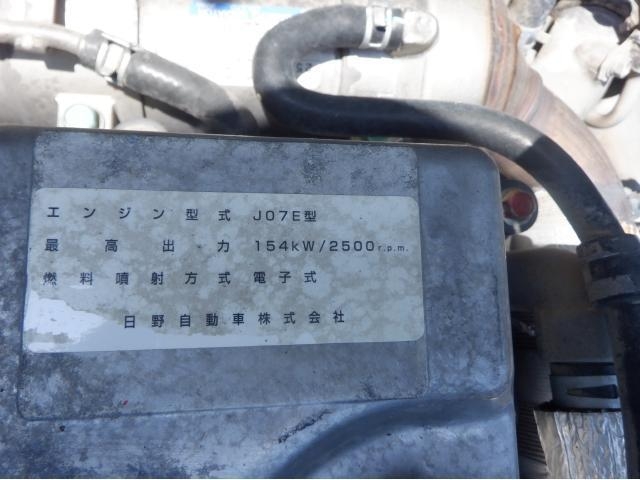 エンジン型式 J07E型
最高出力 154kW/2500r.p.m.
燃料噴射方式 電子式
日野自動車株式会社